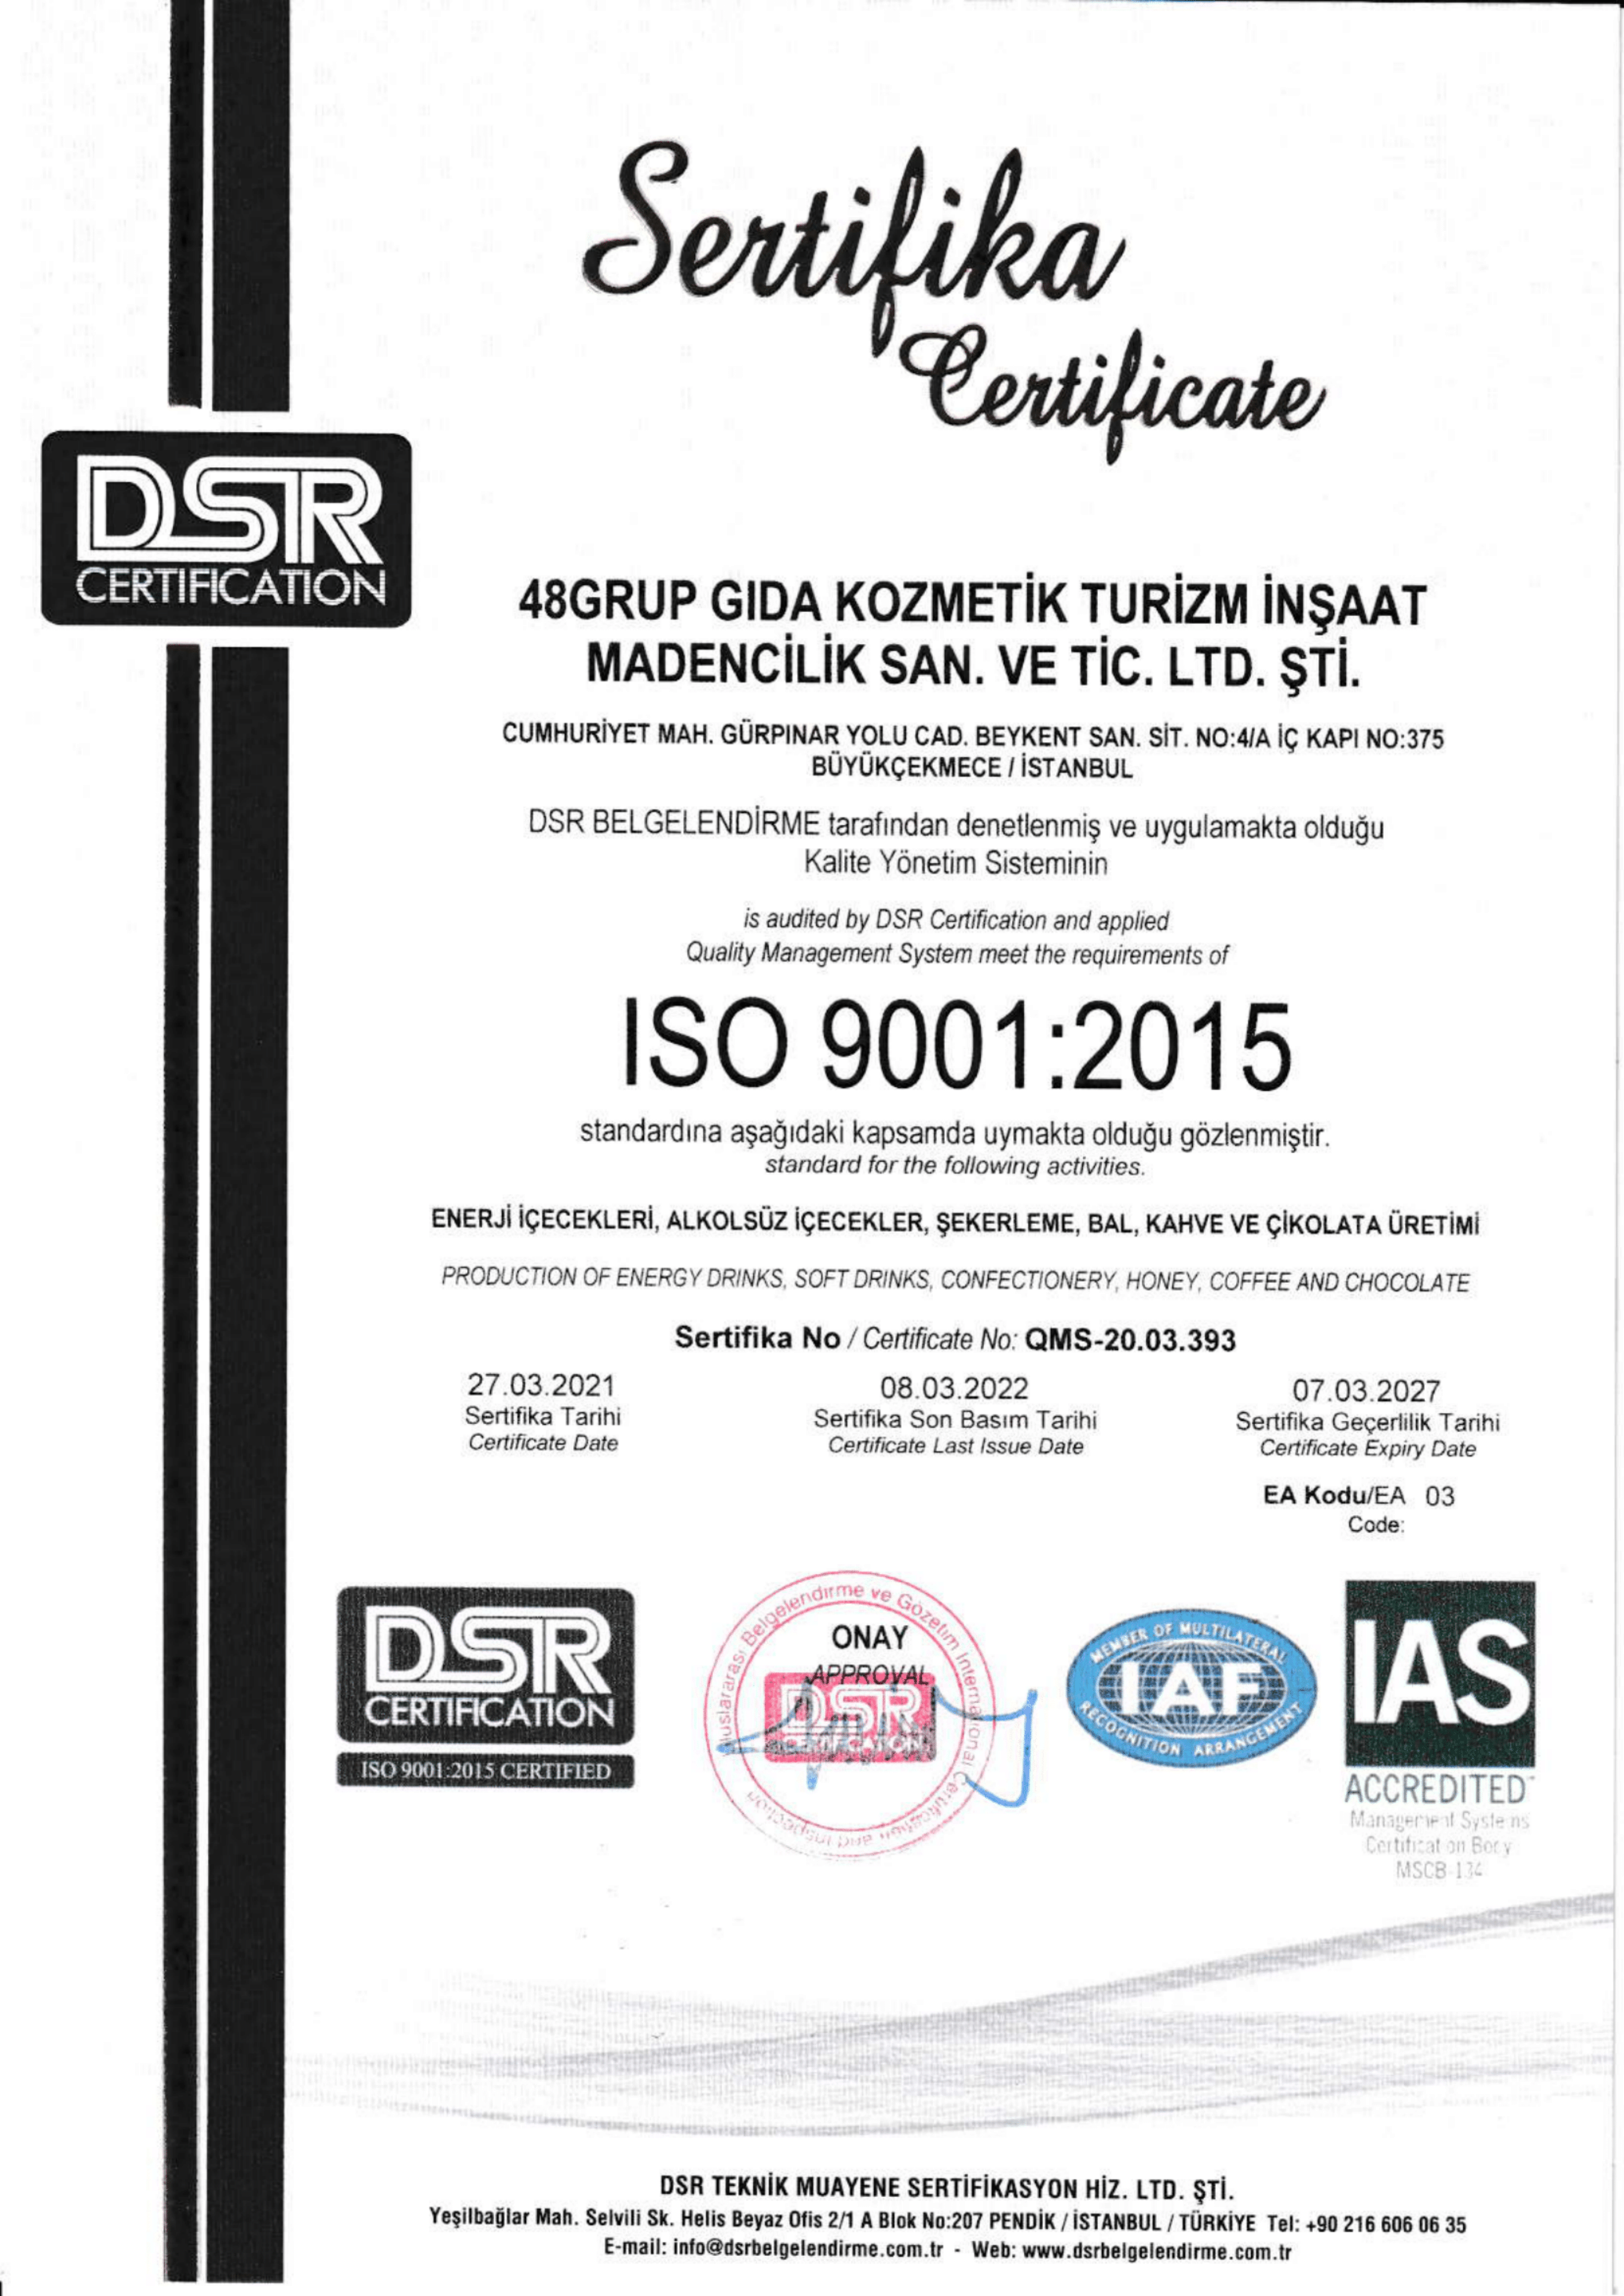 Sertifika
Certificate
DSR
CERTIFICATION
48GRUP GIDA KOZMETİK TURİZM İNŞAAT
MADENCİLİK SAN. VE TİC. LTD. ŞTİ.
CUMHURİYET MAH. GÜRPINAR YOLU CAD. BEYKENT SAN. SİT. NO:4/A İÇ KAPI NO:375
BÜYÜKÇEKMECE / İSTANBUL
DSR BELGELENDİRME tarafından denetlenmiş ve uygulamakta olduğu
Kalite Yönetim Sisteminin
is audited by DSR Certification and applied
Quality Management System meet the requirements of
ISO 9001:2015
standardına aşağıdaki kapsamda uymakta olduğu gözlenmiştir.
standard for the following activities.
ENERJİ İÇECEKLERİ, ALKOLSÜZ İÇECEKLER, ŞEKERLEME, BAL, KAHVE VE ÇİKOLATA ÜRETİMİ
PRODUCTION OF ENERGY DRINKS, SOFT DRINKS, CONFECTIONERY, HONEY, COFFEE AND CHOCOLATE
Sertifika No / Certificate No: QMS-20.03.393
27.03.2021 08.03.2022 07.03.2027
Sertifika Tarihi Sertifika Son Basım Tarihi Sertifika Geçerlilik Tarihi
Certificate Date Certificate Last Issue Date Certificate Expiry Date
EA Kodu/EA 03
Code:
DSR
CERTIFICATION
ISO 9001:2015 CERTIFIED
Uluslararası Belgelendirme ve Gözetim International Certification and Inspection
ONAY
APPROVAL
DSR
CERTIFICATION
MEMBER OF MULTILATERAL
IAF
RECOGNITION ARRANGEMENT
IAS
ACCREDITED
Management Systems
Certification Body
MSCB-134
DSR TEKNİK MUAYENE SERTİFİKASYON HİZ. LTD. ŞTİ.
Yeşilbağlar Mah. Selvili Sk. Helis Beyaz Ofis 2/1 A Blok No:207 PENDİK / İSTANBUL / TÜRKİYE Tel: +90 216 606 06 35
E-mail: info@dsrbelgelendirme.com.tr - Web: www.dsrbelgelendirme.com.tr